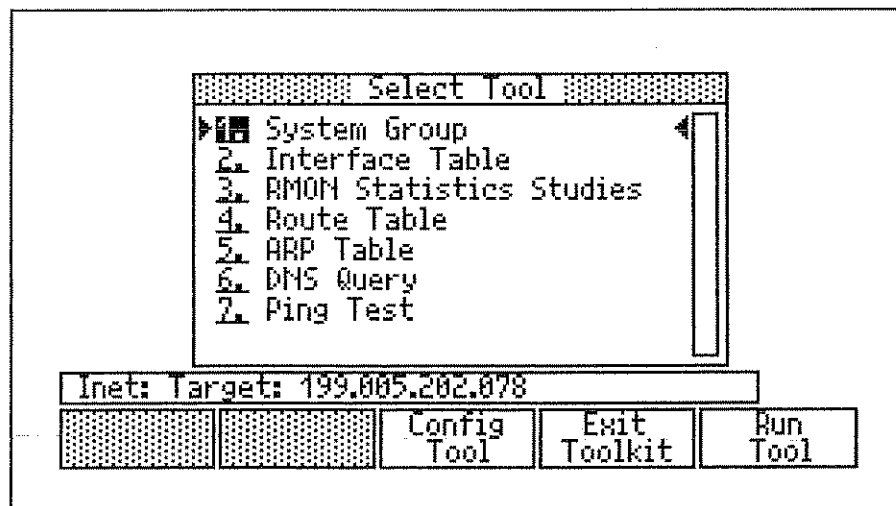 Select Tool
1. System Group
2. Interface Table
3. RMON Statistics Studies
4. Route Table
5. ARP Table
6. DNS Query
7. Ping Test
Inet: Target: 199.005.202.078
Config Tool
Exit Toolkit
Run Tool